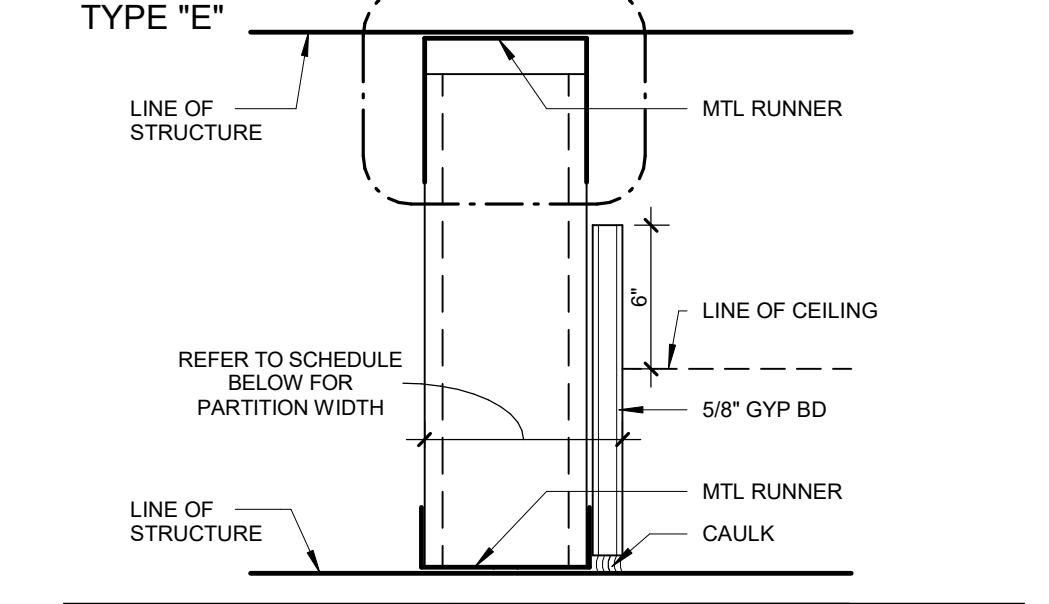 TYPE "E"
LINE OF
STRUCTURE
MTL RUNNER
6"
LINE OF CEILING
REFER TO SCHEDULE
BELOW FOR
PARTITION WIDTH
5/8" GYP BD
MTL RUNNER
LINE OF
STRUCTURE
CAULK